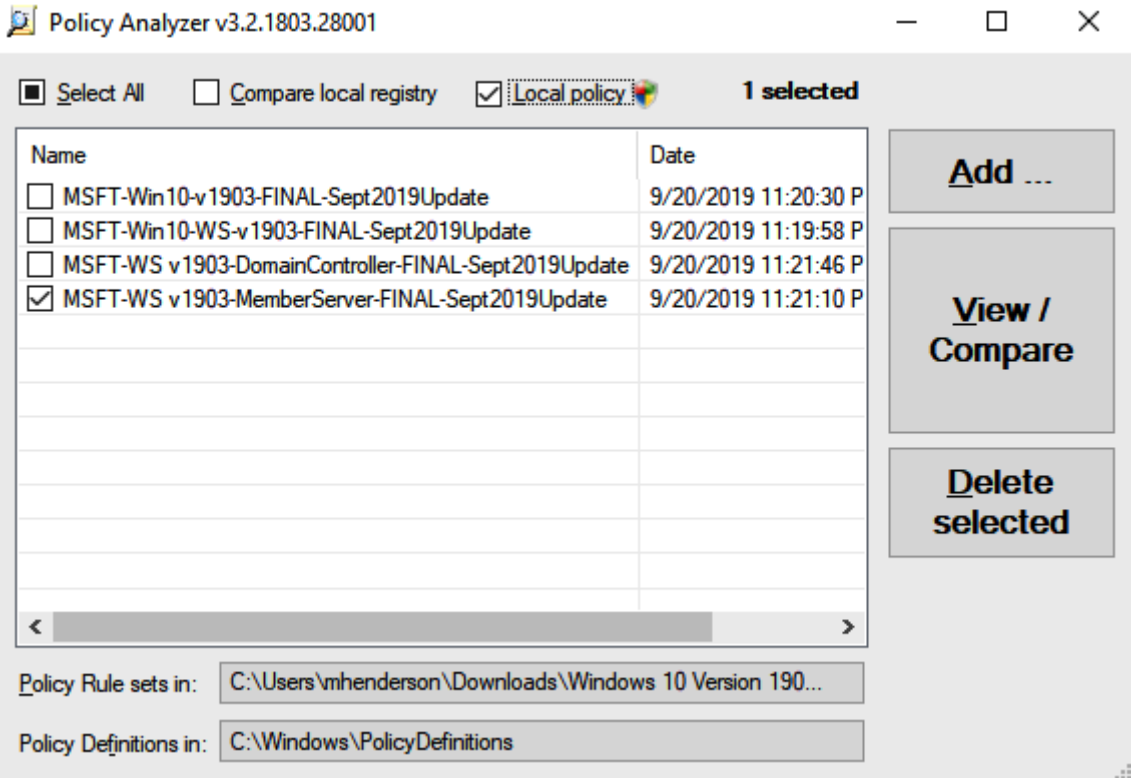 Policy Analyzer v3.2.1803.28001
Select All Compare local registry Local policy 1 selected
Name Date
MSFT-Win10-v1903-FINAL-Sept2019Update 9/20/2019 11:20:30 P
MSFT-Win10-WS-v1903-FINAL-Sept2019Update 9/20/2019 11:19:58 P
MSFT-WS v1903-DomainController-FINAL-Sept2019Update 9/20/2019 11:21:46 P
MSFT-WS v1903-MemberServer-FINAL-Sept2019Update 9/20/2019 11:21:10 P
Add ...
View /
Compare
Delete
selected
Policy Rule sets in: C:\Users\mhenderson\Downloads\Windows 10 Version 190...
Policy Definitions in: C:\Windows\PolicyDefinitions